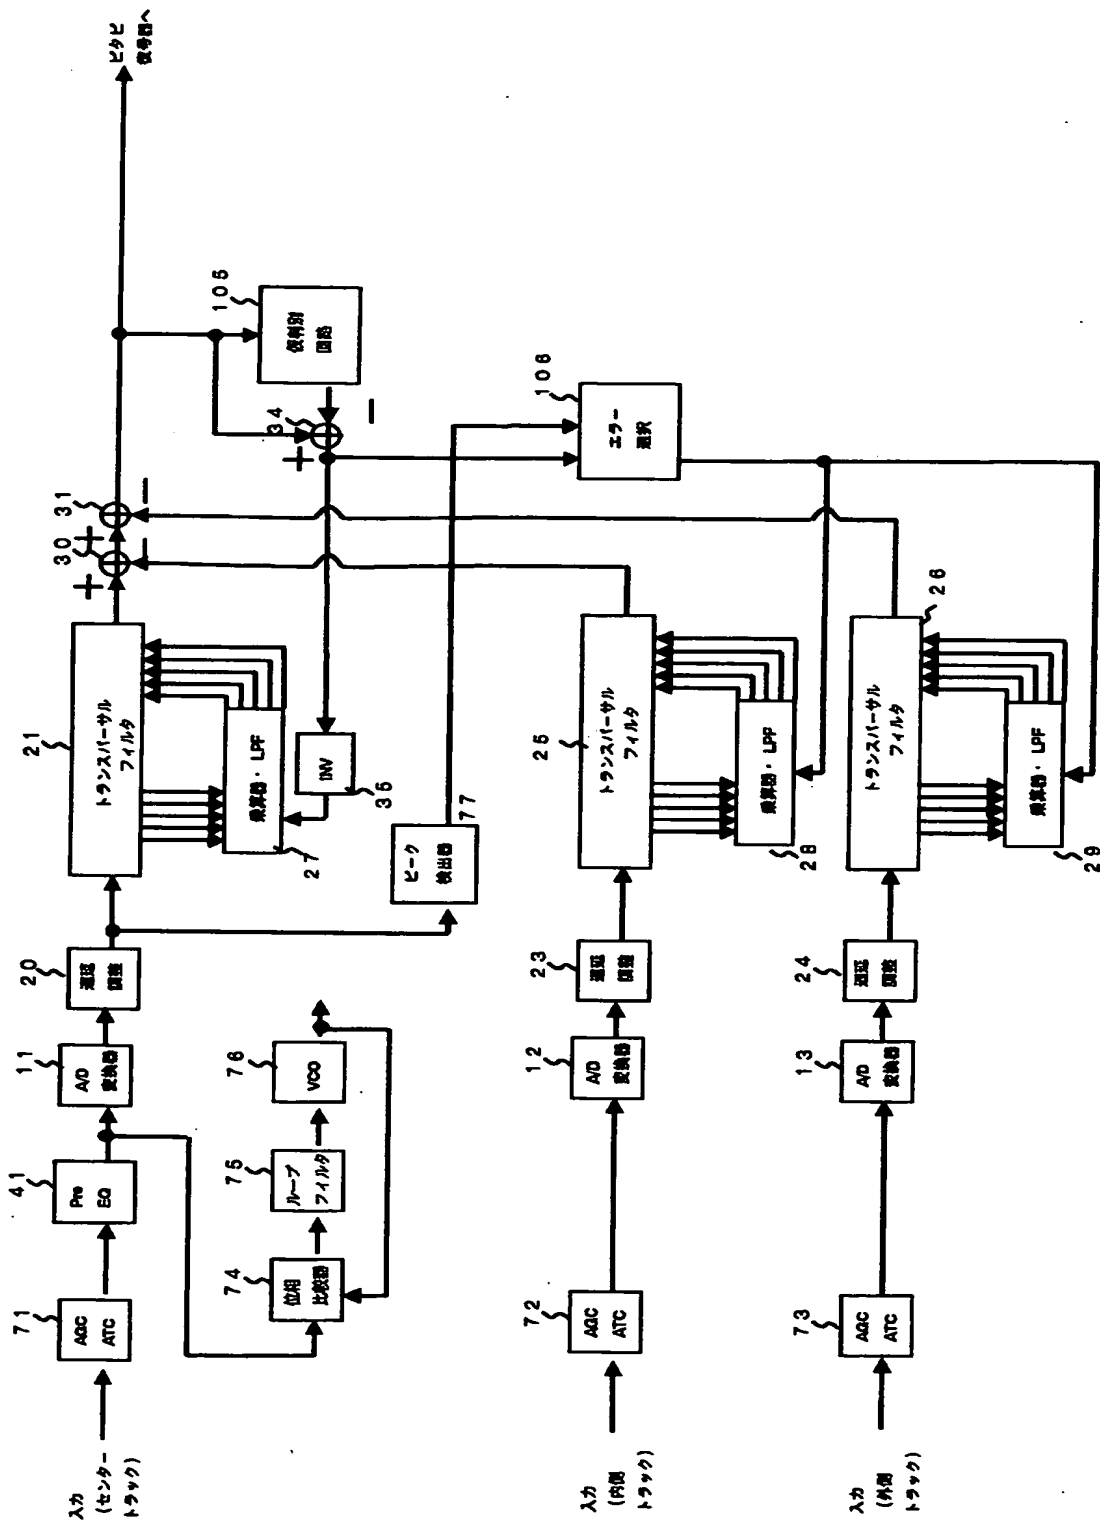 入力
(センター
トラック)
71
AGC
ATC
41
Pre
EQ
11
A/D
変換器
20
遅延
調整
21
トランスバーサル
フィルタ
27
乗算器・LPF
30
+
−
31
+
−
ビタビ
復号器へ
105
仮判別
回路
34
+
−
35
INV
74
位相
比較器
75
ループ
フィルタ
76
VCO
77
ピーク
検出器
106
エラー
選択
入力
(内側
トラック)
72
AGC
ATC
12
A/D
変換器
23
遅延
調整
25
トランスバーサル
フィルタ
28
乗算器・LPF
入力
(外側
トラック)
73
AGC
ATC
13
A/D
変換器
24
遅延
調整
26
トランスバーサル
フィルタ
29
乗算器・LPF